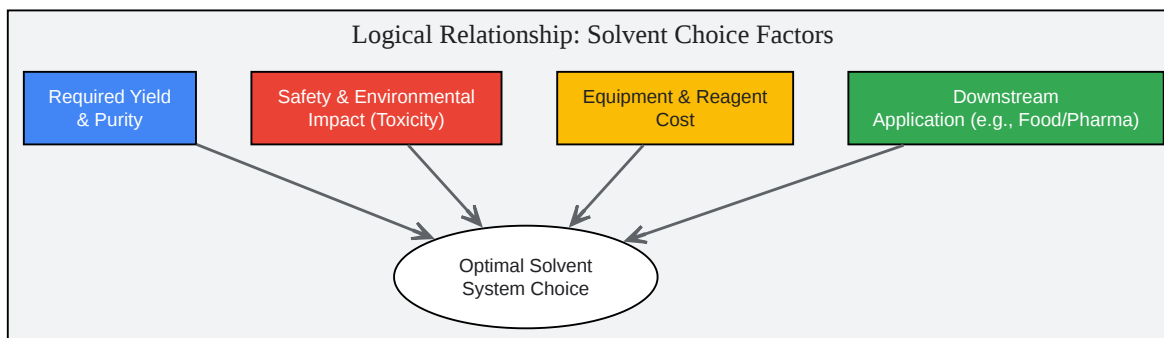 Logical Relationship: Solvent Choice Factors
Required Yield
& Purity
Safety & Environmental
Impact (Toxicity)
Equipment & Reagent
Cost
Downstream
Application (e.g., Food/Pharma)
Optimal Solvent
System Choice